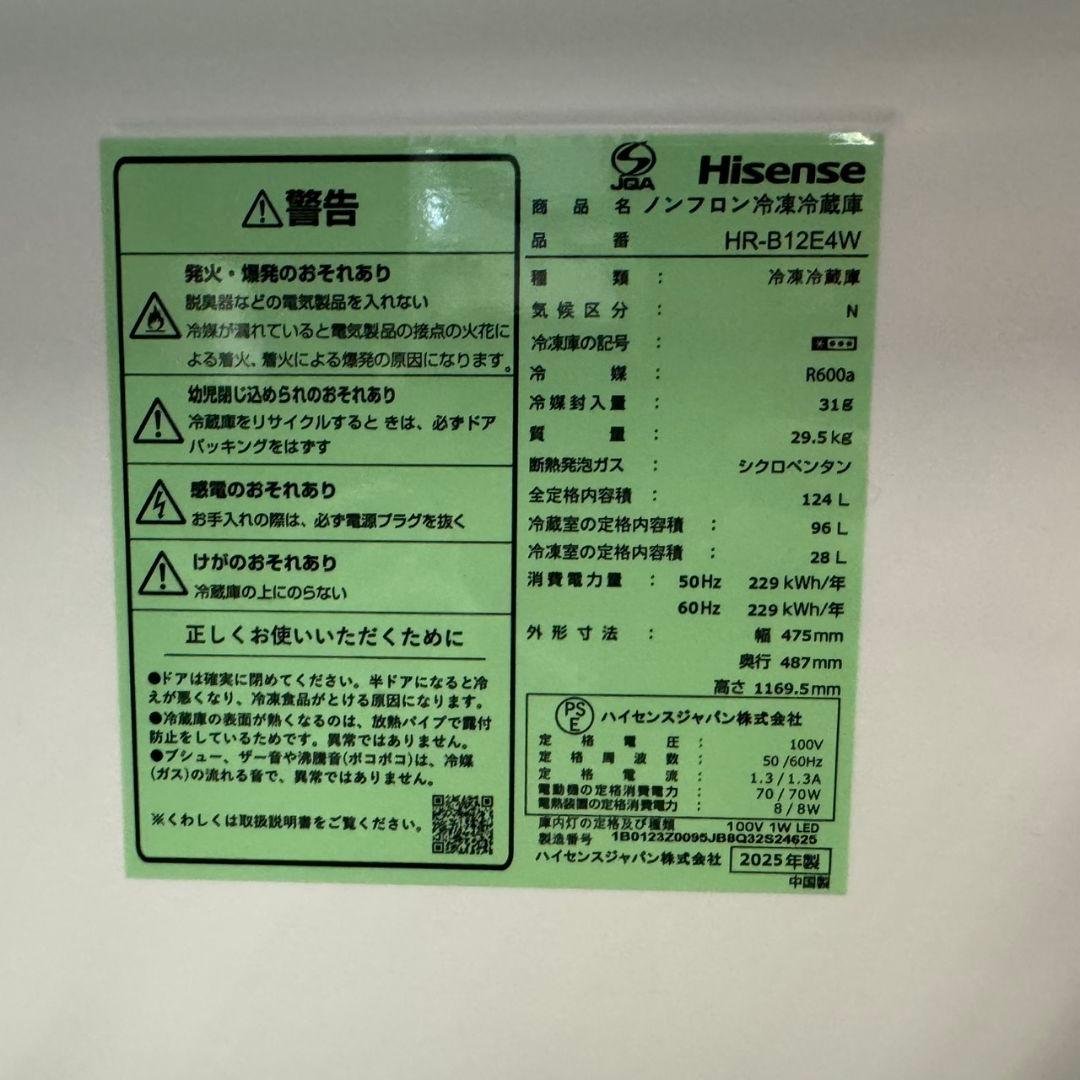 警告
発火・爆発のおそれあり
脱臭器などの電気製品を入れない
冷媒が漏れていると電気製品の接点の火花に
よる着火、着火による爆発の原因になります。
幼児閉じ込められのおそれあり
冷蔵庫をリサイクルするときは、必ずドア
パッキングをはずす
感電のおそれあり
お手入れの際は、必ず電源プラグを抜く
けがのおそれあり
冷蔵庫の上にのらない
正しくお使いいただくために
●ドアは確実に閉めてください。半ドアになると冷
えが悪くなり、冷凍食品がとける原因になります。
●冷蔵庫の表面が熱くなるのは、放熱パイプで露付
防止をしているためです。異常ではありません。
●ブシュー、ザー音や沸騰音(ポコポコ)は、冷媒
(ガス)の流れる音で、異常ではありません。
※くわしくは取扱説明書をご覧ください。
JQA Hisense
商品名 ノンフロン冷凍冷蔵庫
品番 HR-B12E4W
種類 : 冷凍冷蔵庫
気候区分 : N
冷凍庫の記号 :
冷媒 : R600a
冷媒封入量 : 31g
質量 : 29.5kg
断熱発泡ガス : シクロペンタン
全定格内容積 : 124 L
冷蔵室の定格内容積 : 96 L
冷凍室の定格内容積 : 28 L
消費電力量 : 50Hz 229 kWh/年
60Hz 229 kWh/年
外形寸法 : 幅 475mm
奥行 487mm
高さ 1169.5mm
PSE ハイセンスジャパン株式会社
定格電圧 : 100V
定格周波数 : 50/60Hz
定格電流 : 1.3/1.3A
電動機の定格消費電力 : 70/70W
電熱装置の定格消費電力 : 8/8W
庫内灯の定格及び種類 100V 1W LED
製造番号 1B0123Z0095JB8Q32S24625
ハイセンスジャパン株式会社 2025年製
中国製